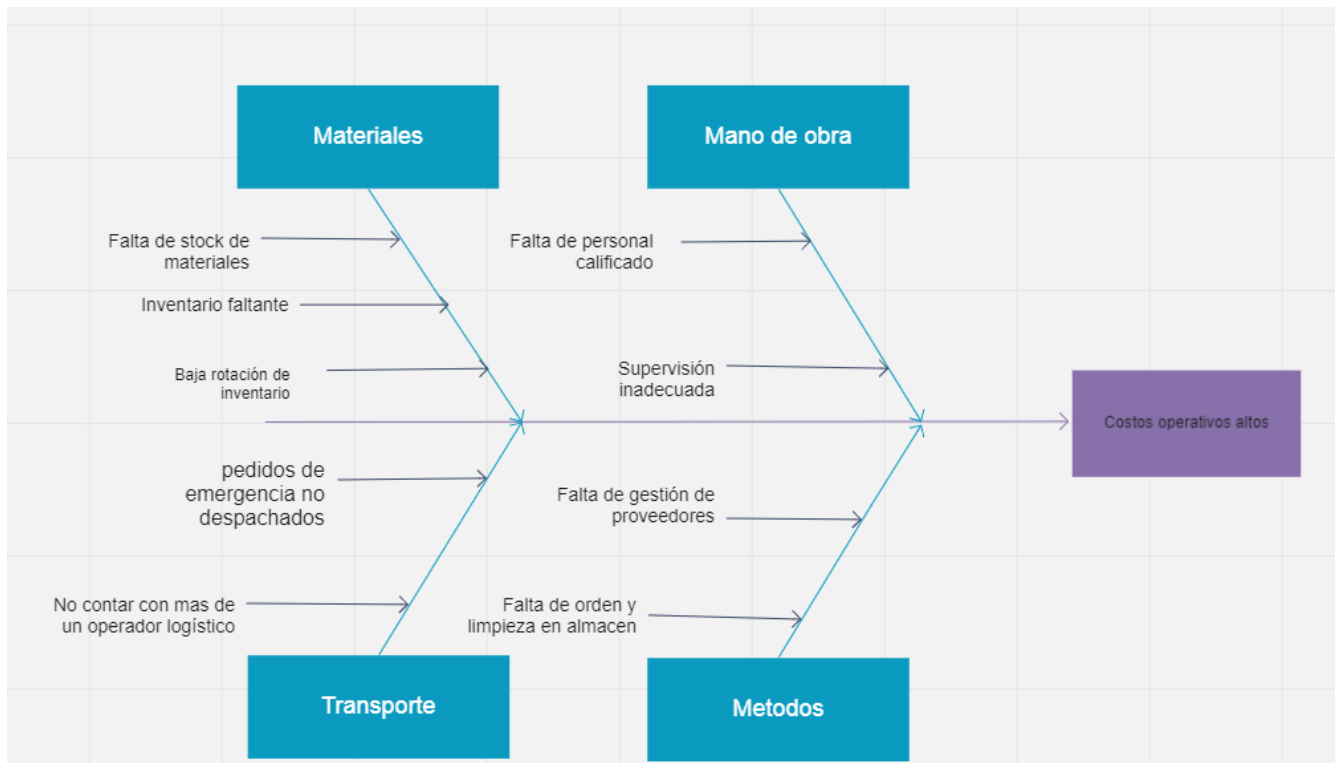 Materiales
Mano de obra
Falta de stock de
materiales
Inventario faltante
Baja rotación de
inventario
Falta de personal
calificado
Supervisión
inadecuada
Costos operativos altos
pedidos de
emergencia no
despachados
No contar con mas de
un operador logístico
Falta de gestión de
proveedores
Falta de orden y
limpieza en almacen
Transporte
Metodos